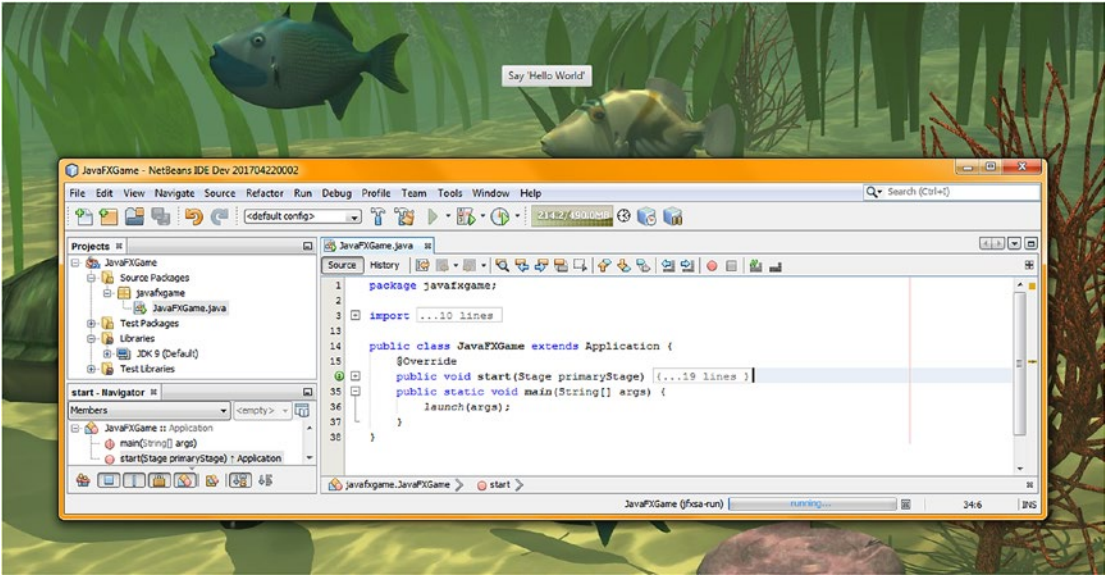 Say 'Hello World'
JavaFXGame - NetBeans IDE Dev 201704220002
File Edit View Navigate Source Refactor Run Debug Profile Team Tools Window Help
Search (Ctrl+I)
<default config>
214.2/490.0MB
Projects
JavaFXGame
Source Packages
javafxgame
JavaFXGame.java
Test Packages
Libraries
JDK 9 (Default)
Test Libraries
start - Navigator
Members
<empty>
JavaFXGame :: Application
main(String[] args)
start(Stage primaryStage) ↑ Application
JavaFXGame.java
Source History
1 package javafxgame;
2
3 import ...10 lines
13
14 public class JavaFXGame extends Application {
15 @Override
public void start(Stage primaryStage) {...19 lines }
35 public static void main(String[] args) {
36 launch(args);
37 }
38 }
javafxgame.JavaFXGame start
JavaFXGame (jfxsa-run) running... 34:6 INS